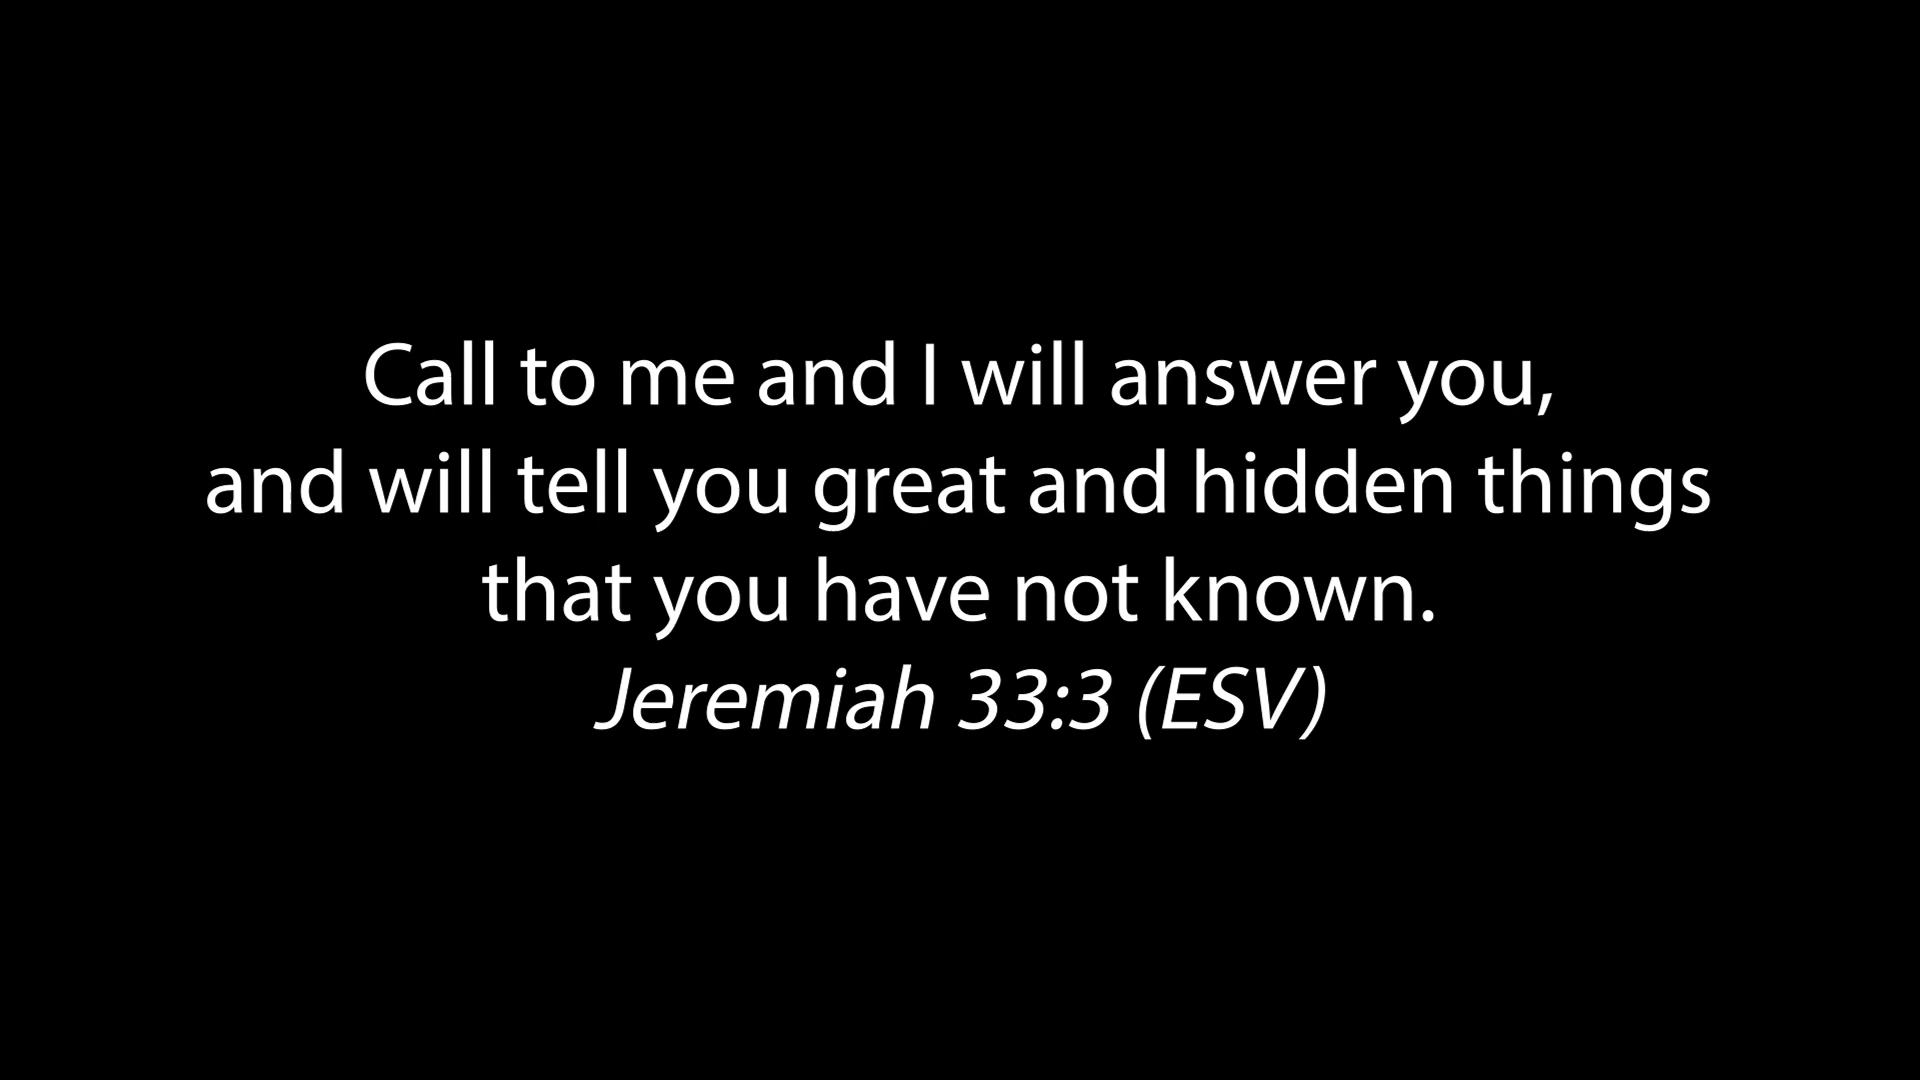 Call to me and I will answer you,
and will tell you great and hidden things
that you have not known.
Jeremiah 33:3 (ESV)